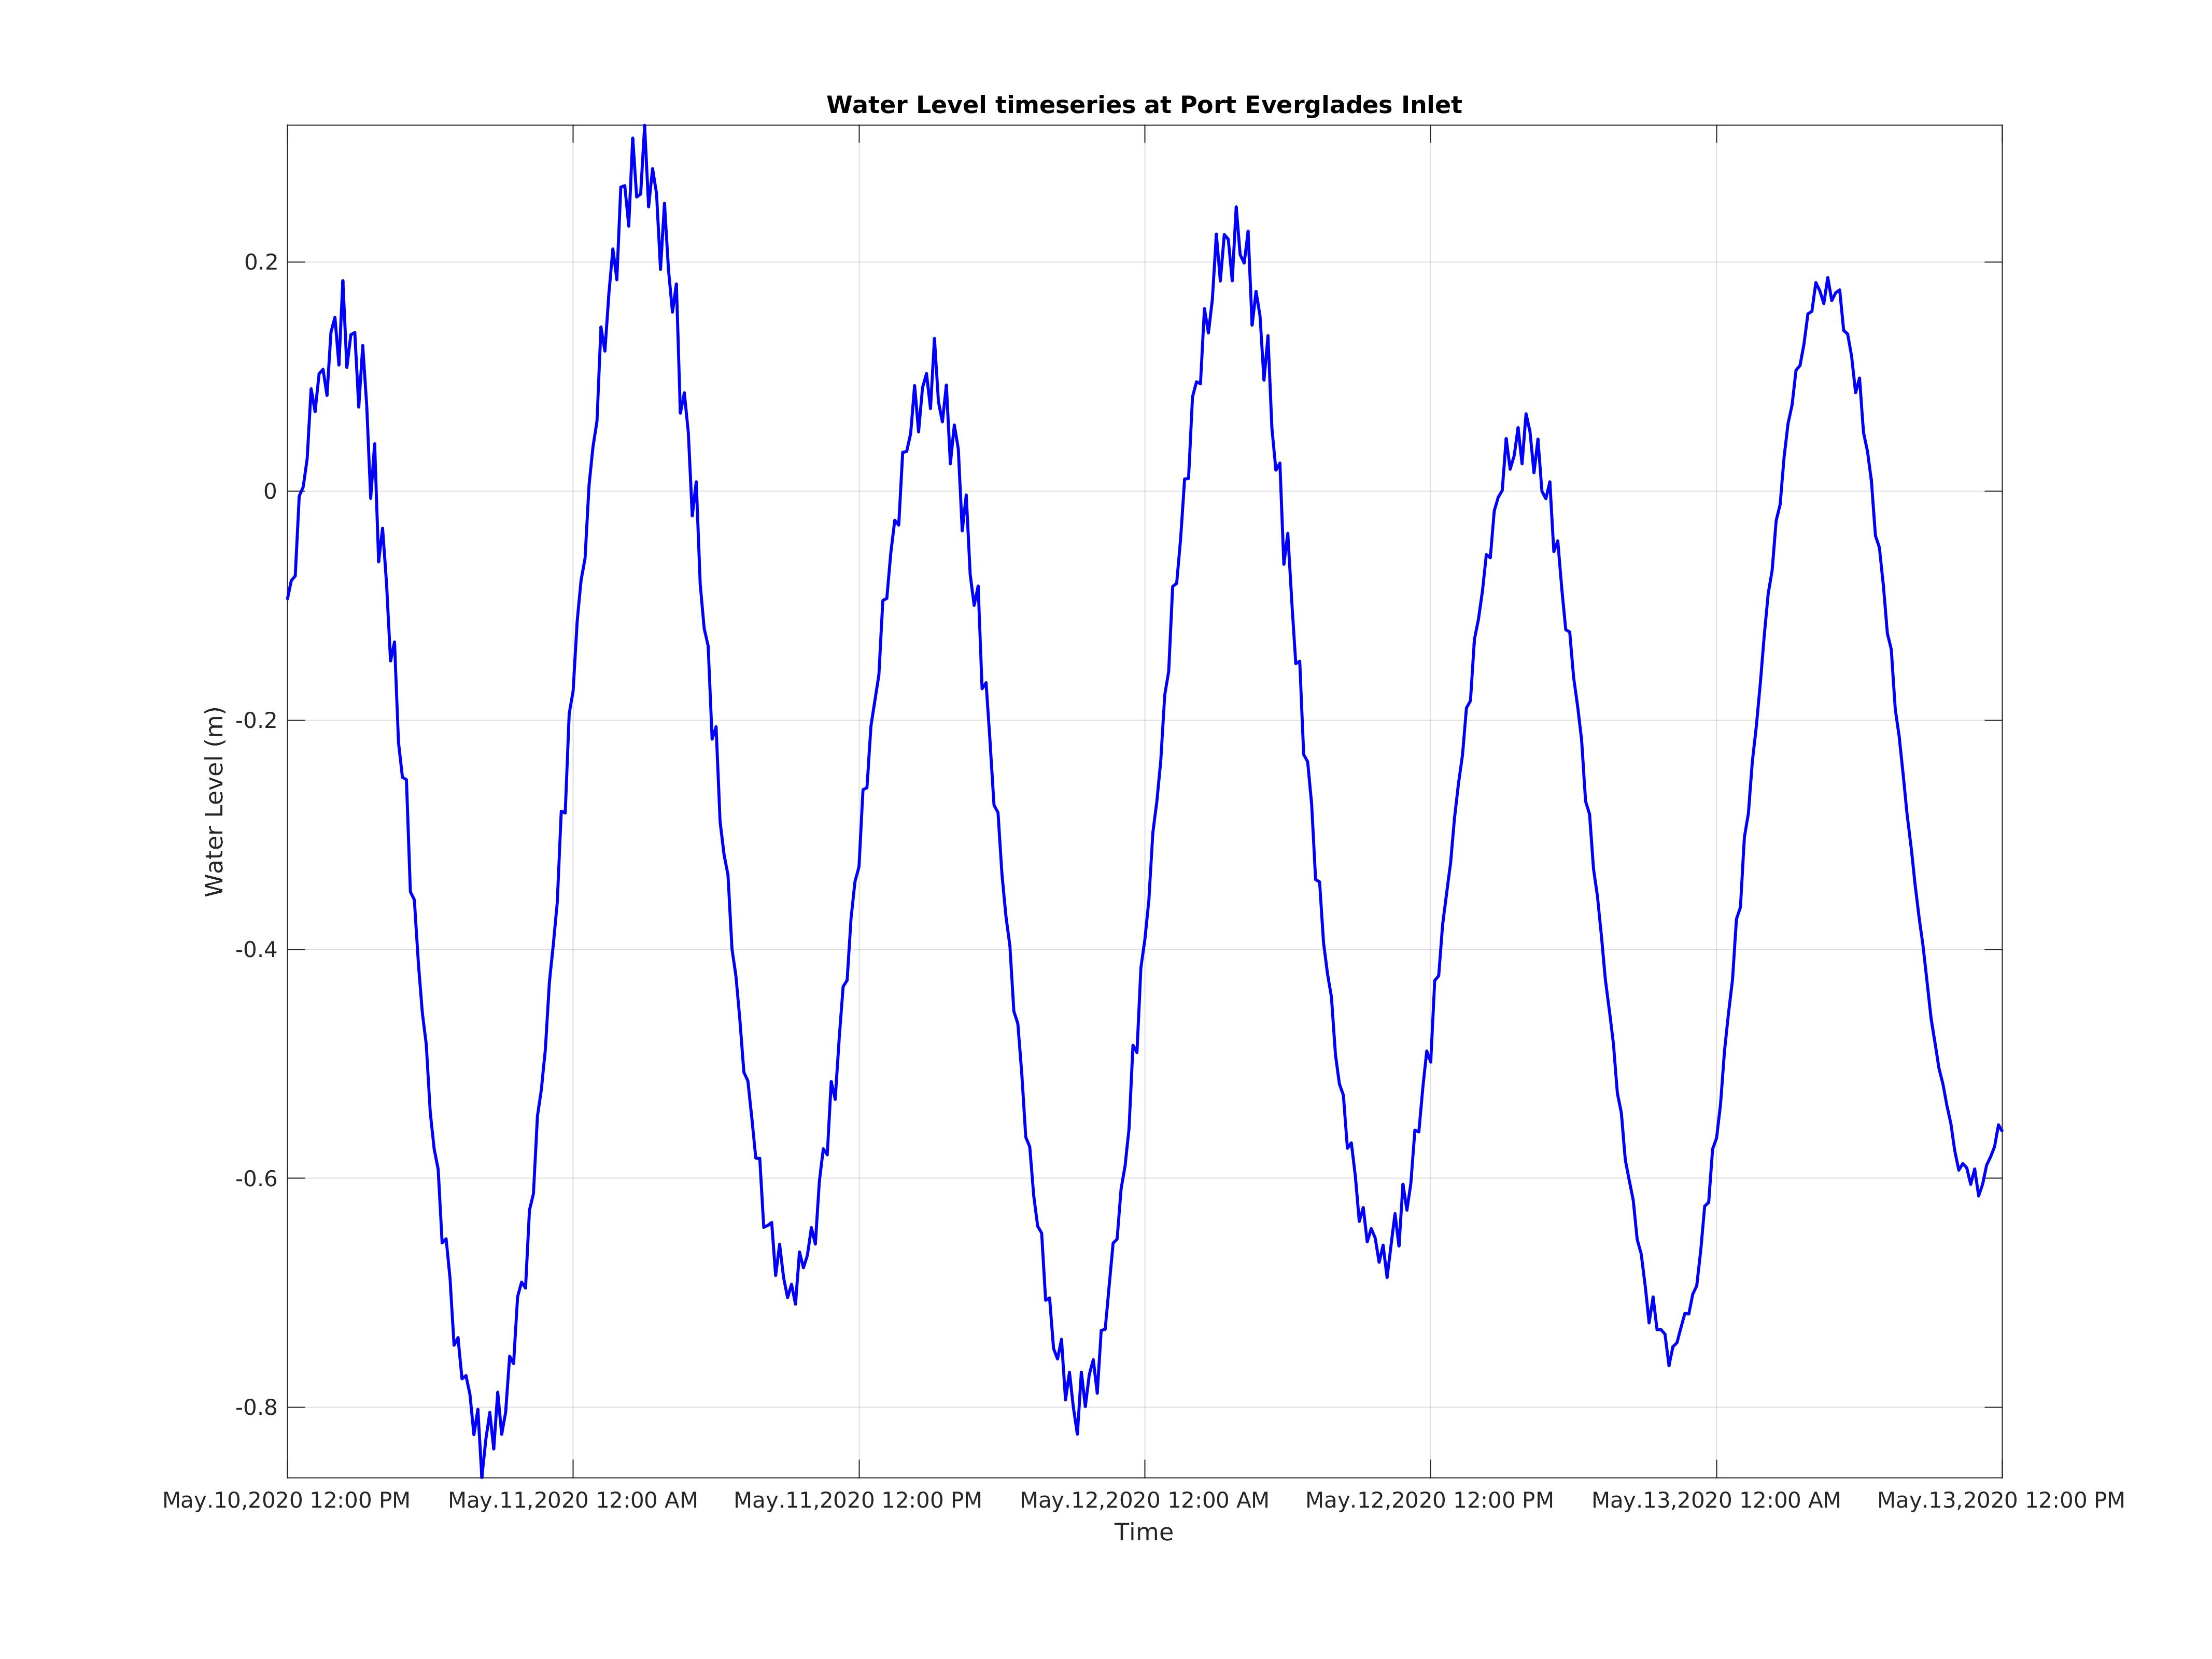 Water Level timeseries at Port Everglades Inlet
0.2
0
-0.2
-0.4
-0.6
-0.8
Water Level (m)
May.10,2020 12:00 PM May.11,2020 12:00 AM May.11,2020 12:00 PM May.12,2020 12:00 AM May.12,2020 12:00 PM May.13,2020 12:00 AM May.13,2020 12:00 PM
Time